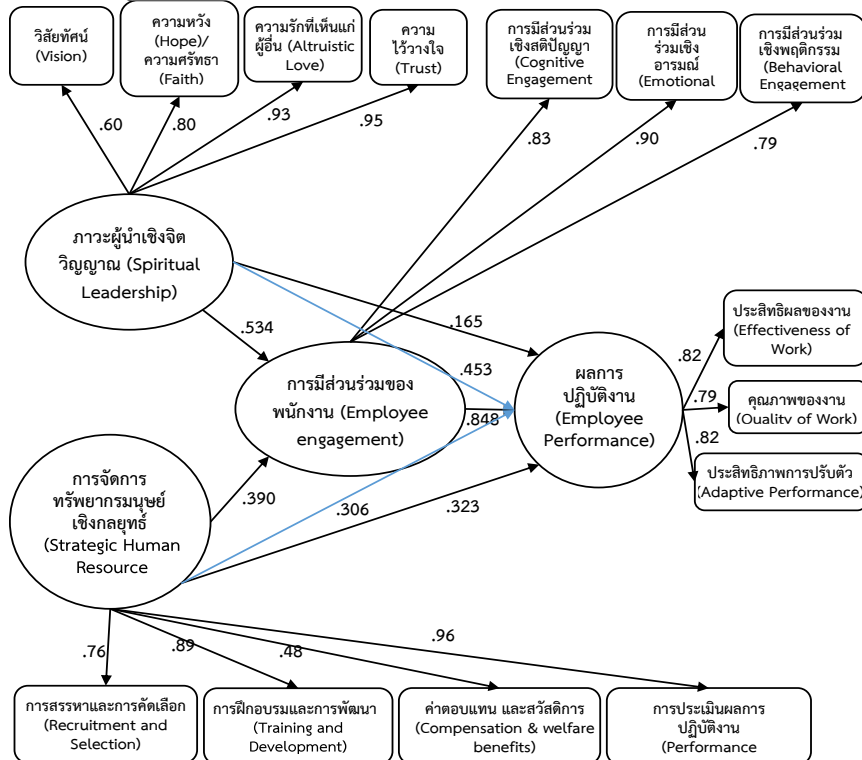 วิสัยทัศน์
(Vision)
ความหวัง
(Hope)/
ความศรัทธา
(Faith)
ความรักที่เห็นแก่
ผู้อื่น (Altruistic
Love)
ความ
ไว้วางใจ
(Trust)
การมีส่วนร่วม
เชิงสติปัญญา
(Cognitive
Engagement
การมีส่วน
ร่วมเชิง
อารมณ์
(Emotional
การมีส่วนร่วม
เชิงพฤติกรรม
(Behavioral
Engagement
.60
.80
.93
.95
.83
.90
.79
ภาวะผู้นำเชิงจิต
วิญญาณ (Spiritual
Leadership)
.534
.165
.453
การมีส่วนร่วมของ
พนักงาน (Employee
engagement)
.848
ผลการ
ปฏิบัติงาน
(Employee
Performance)
.82
.79
.82
ประสิทธิผลของงาน
(Effectiveness of
Work)
คุณภาพของงาน
(Quality of Work)
ประสิทธิภาพการปรับตัว
(Adaptive Performance)
การจัดการ
ทรัพยากรมนุษย์
เชิงกลยุทธ์
(Strategic Human
Resource
.390
.306
.323
.76
.89
.48
.96
การสรรหาและการคัดเลือก
(Recruitment and
Selection)
การฝึกอบรมและการพัฒนา
(Training and
Development)
ค่าตอบแทน และสวัสดิการ
(Compensation & welfare
benefits)
การประเมินผลการ
ปฏิบัติงาน
(Performance